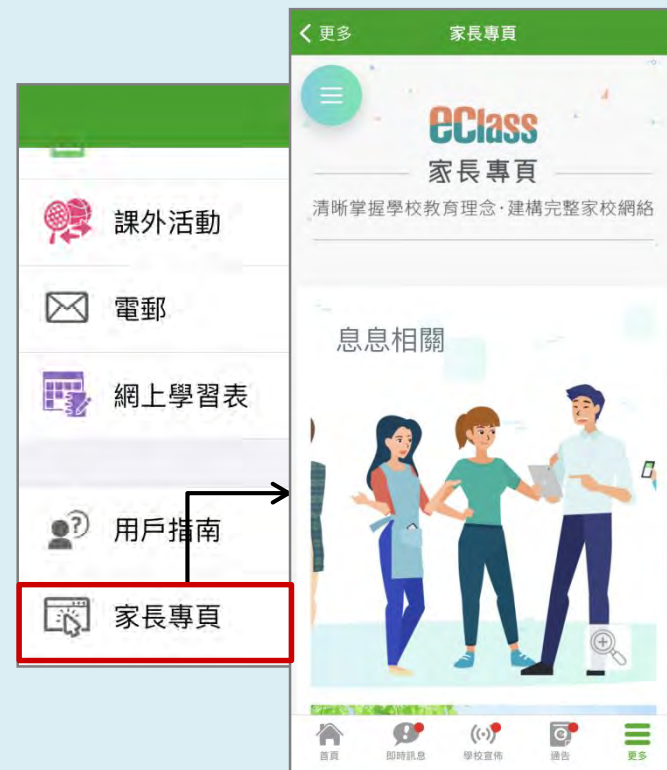 課外活動
電郵
網上學習表
用戶指南
家長專頁
更多
家長專頁
eClass
家長專頁
清晰掌握學校教育理念·建構完整家校網絡
息息相關
首頁
即時訊息
學校宣佈
通告
更多